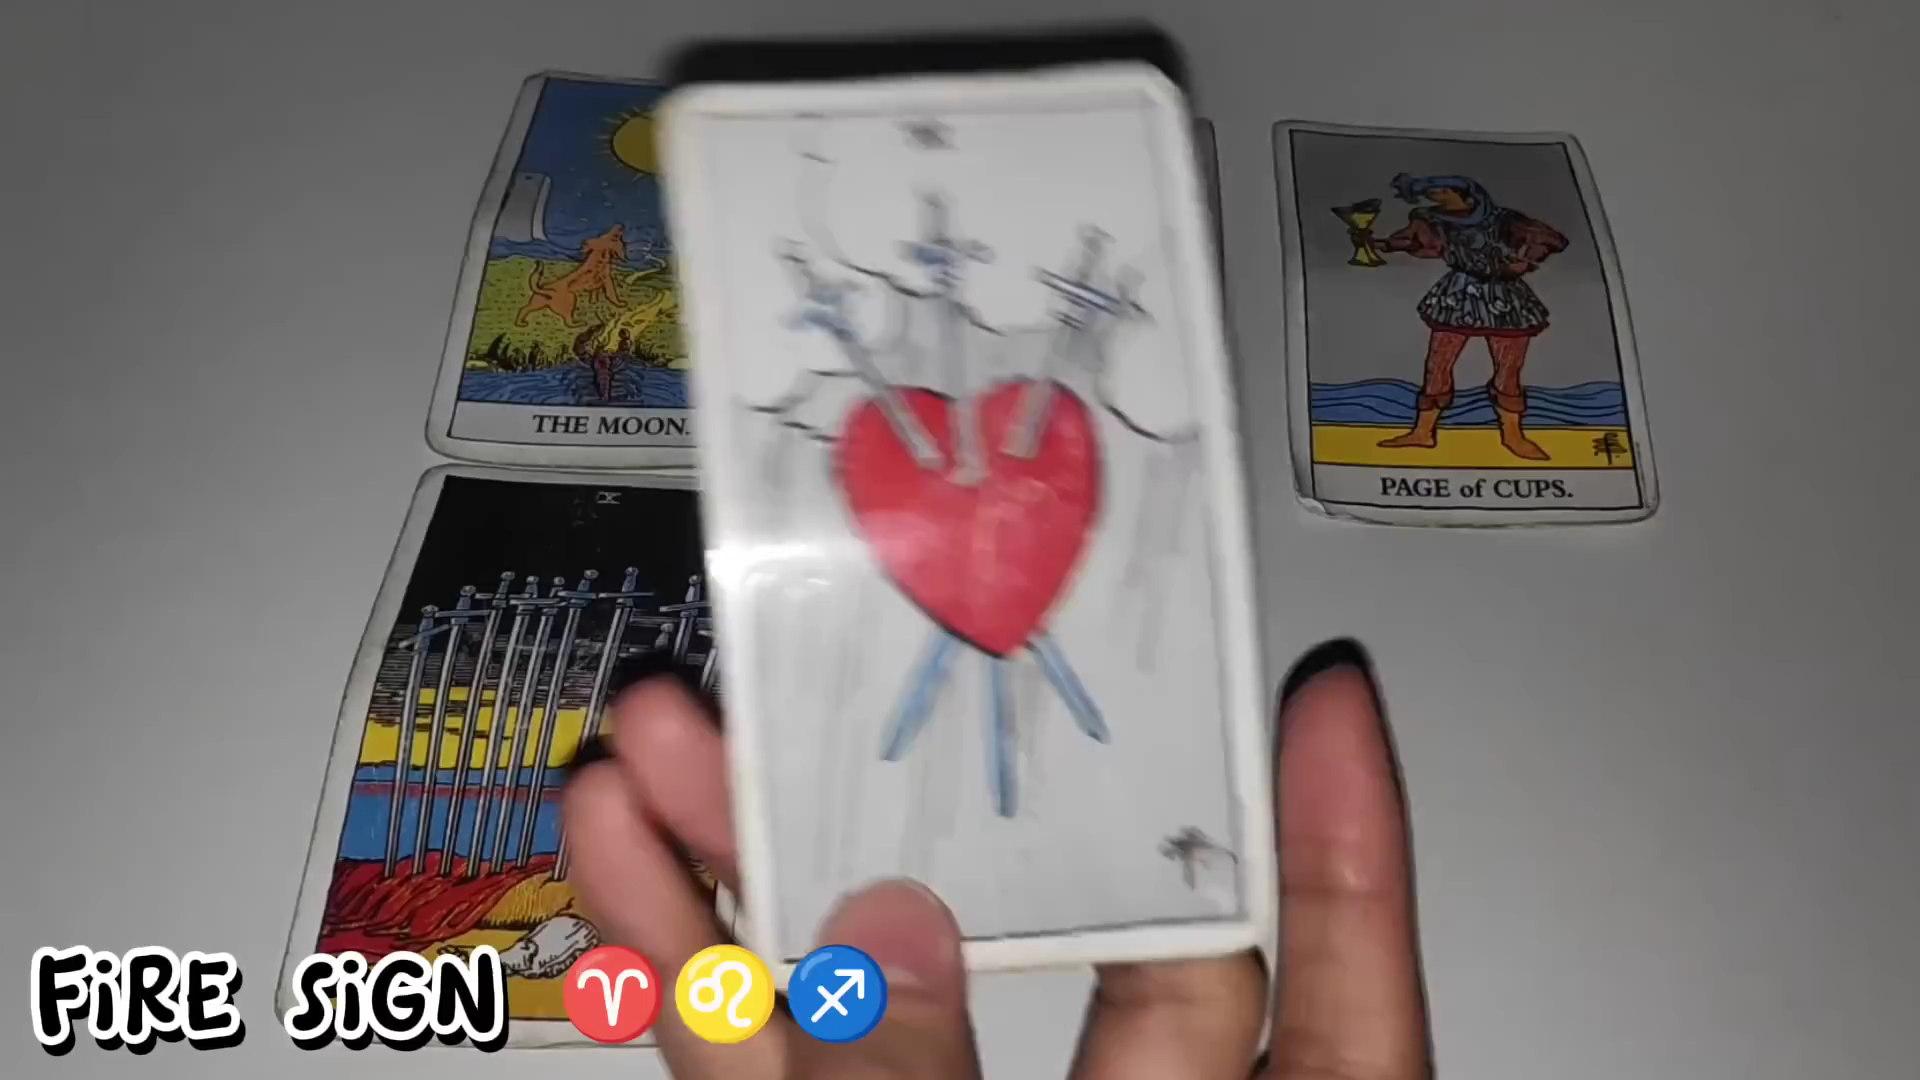 THE MOON.
PAGE of CUPS.
X
FiRE SiGN ♈♌♐